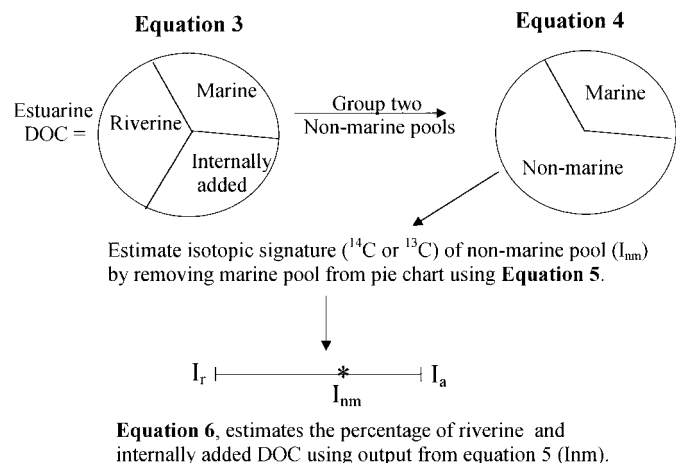 Equation 3
Equation 4
Estuarine
DOC =
Riverine
Marine
Internally
added
Group two
Non-marine pools
Marine
Non-marine
Estimate isotopic signature (¹⁴C or ¹³C) of non-marine pool (Iₙₘ)
by removing marine pool from pie chart using Equation 5.
Iᵣ
*
Iₙₘ
Iₐ
Equation 6, estimates the percentage of riverine and
internally added DOC using output from equation 5 (Inm).